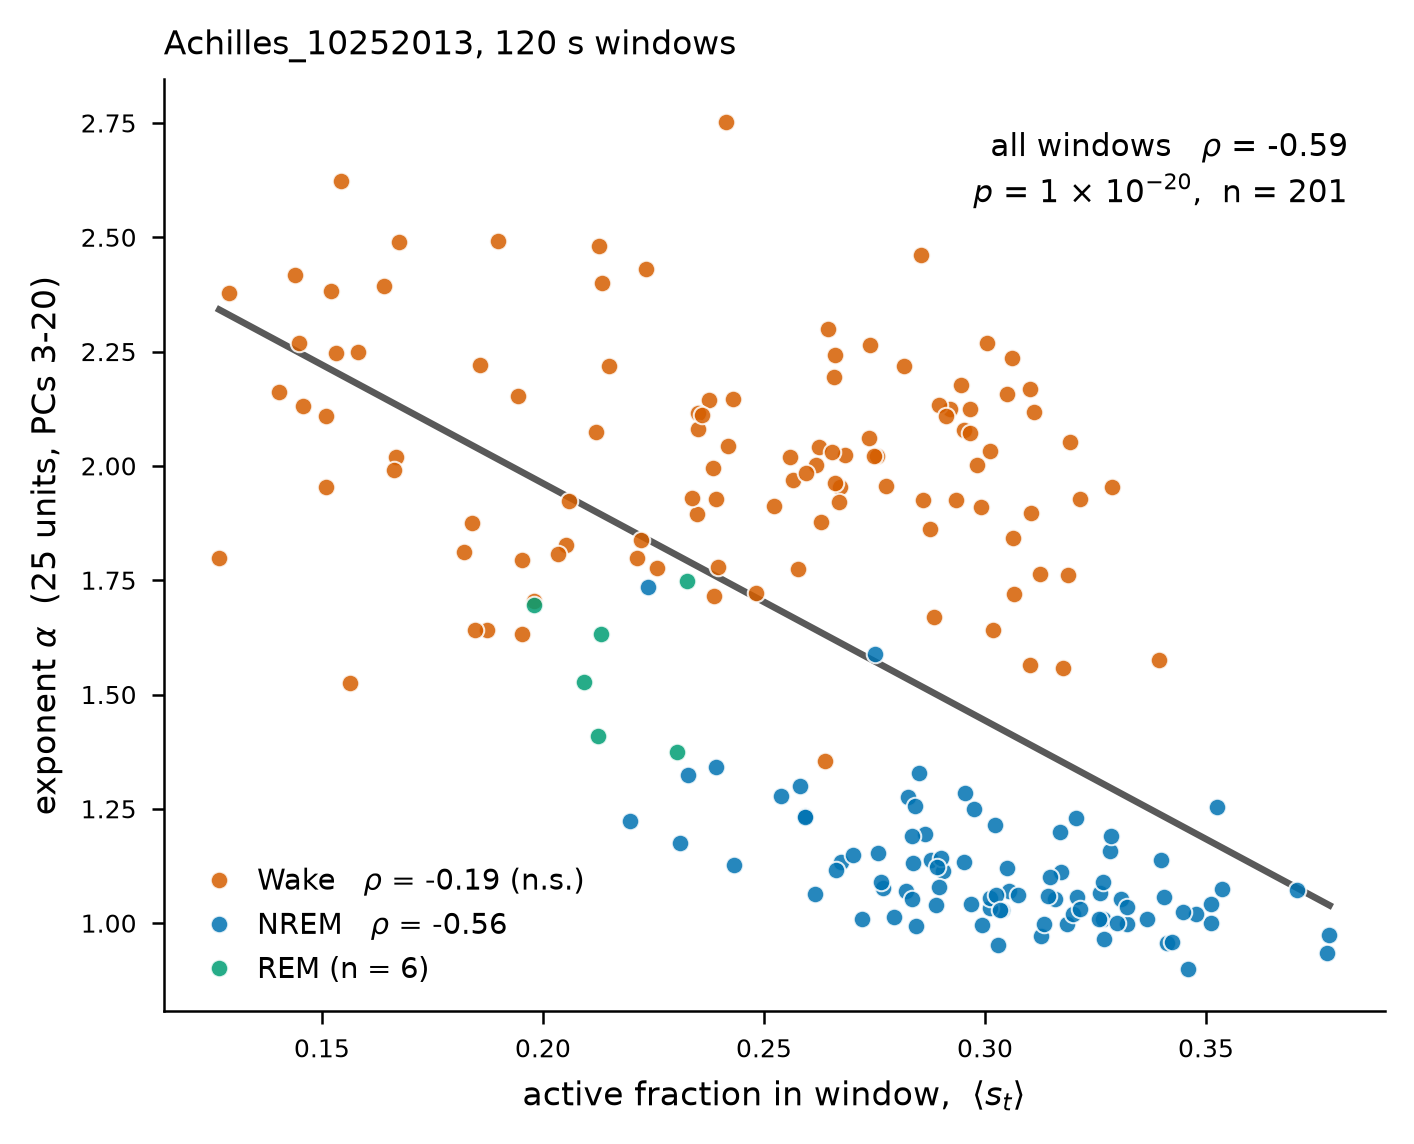 Achilles_10252013, 120 s windows
all windows ρ = -0.59
p = 1 × 10⁻²⁰, n = 201
exponent α (25 units, PCs 3-20)
2.75
2.50
2.25
2.00
1.75
1.50
1.25
1.00
Wake ρ = -0.19 (n.s.)
NREM ρ = -0.56
REM (n = 6)
0.15 0.20 0.25 0.30 0.35
active fraction in window, ⟨sₜ⟩